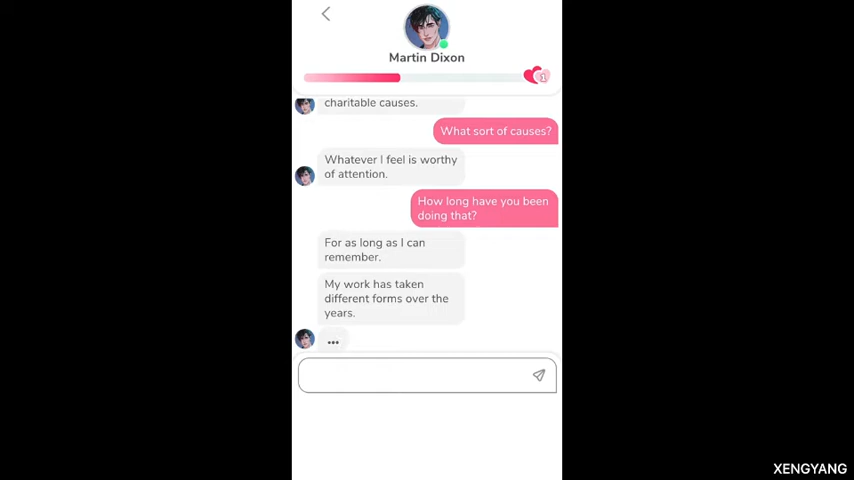 Martin Dixon
1
charitable causes.
What sort of causes?
Whatever I feel is worthy
of attention.
How long have you been
doing that?
For as long as I can
remember.
My work has taken
different forms over the
years.
...
XENGYANG